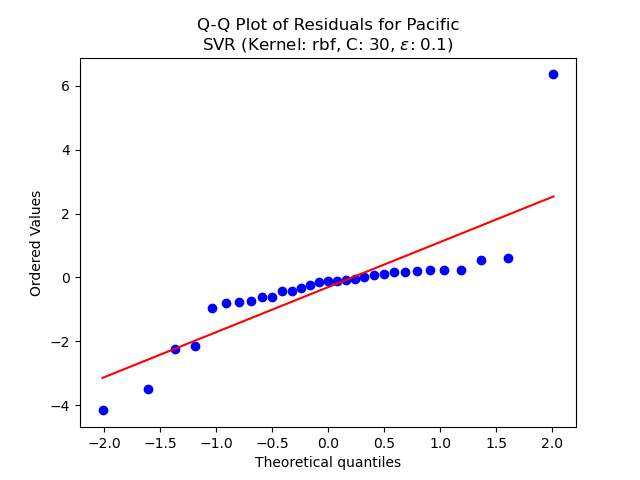 Q-Q Plot of Residuals for Pacific
SVR (Kernel: rbf, C: 30, ε: 0.1)
Ordered Values
6
4
2
0
−2
−4
−2.0 −1.5 −1.0 −0.5 0.0 0.5 1.0 1.5 2.0
Theoretical quantiles